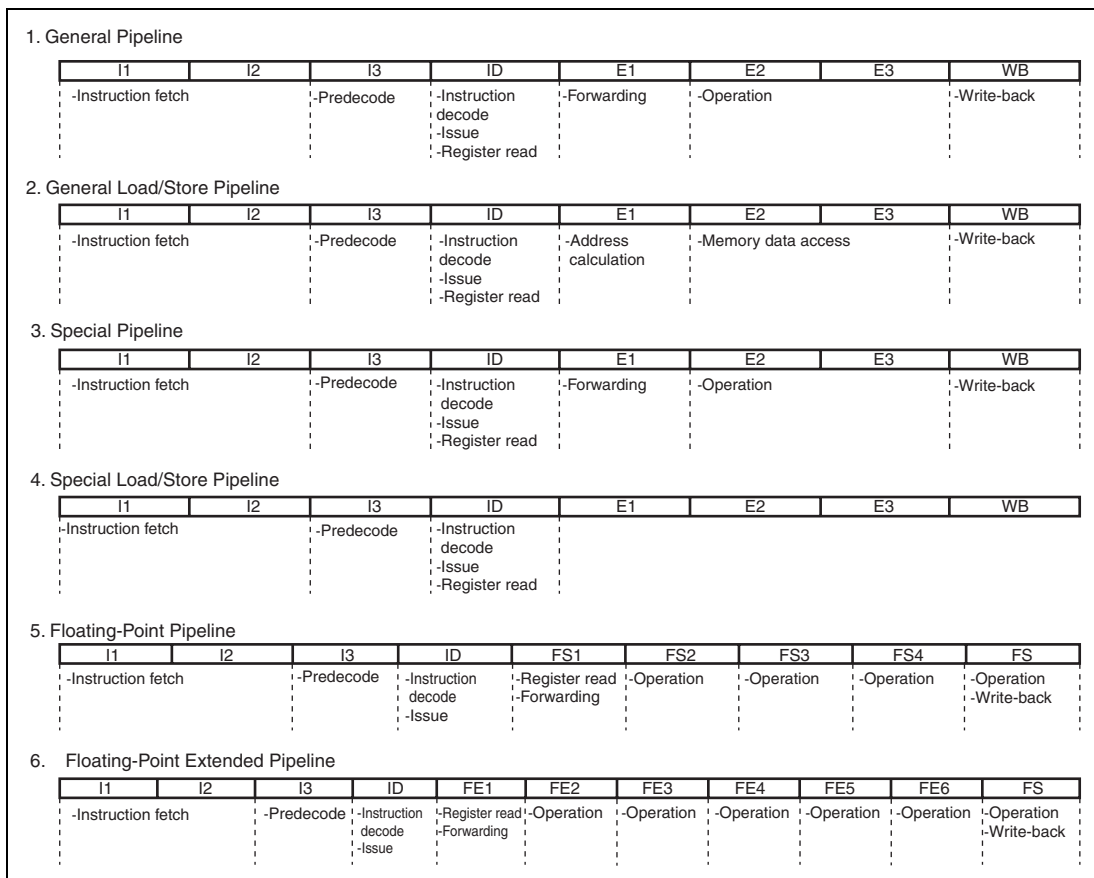 1. General Pipeline
I1 I2 I3 ID E1 E2 E3 WB
-Instruction fetch -Predecode -Instruction -Forwarding -Operation -Write-back
decode
-Issue
-Register read
2. General Load/Store Pipeline
I1 I2 I3 ID E1 E2 E3 WB
-Instruction fetch -Predecode -Instruction -Address -Memory data access -Write-back
decode calculation
-Issue
-Register read
3. Special Pipeline
I1 I2 I3 ID E1 E2 E3 WB
-Instruction fetch -Predecode -Instruction -Forwarding -Operation -Write-back
decode
-Issue
-Register read
4. Special Load/Store Pipeline
I1 I2 I3 ID E1 E2 E3 WB
-Instruction fetch -Predecode -Instruction
decode
-Issue
-Register read
5. Floating-Point Pipeline
I1 I2 I3 ID FS1 FS2 FS3 FS4 FS
-Instruction fetch -Predecode -Instruction -Register read -Operation -Operation -Operation -Operation
decode -Forwarding -Write-back
-Issue
6. Floating-Point Extended Pipeline
I1 I2 I3 ID FE1 FE2 FE3 FE4 FE5 FE6 FS
-Instruction fetch -Predecode -Instruction -Register read -Operation -Operation -Operation -Operation -Operation -Operation
decode -Forwarding -Write-back
-Issue